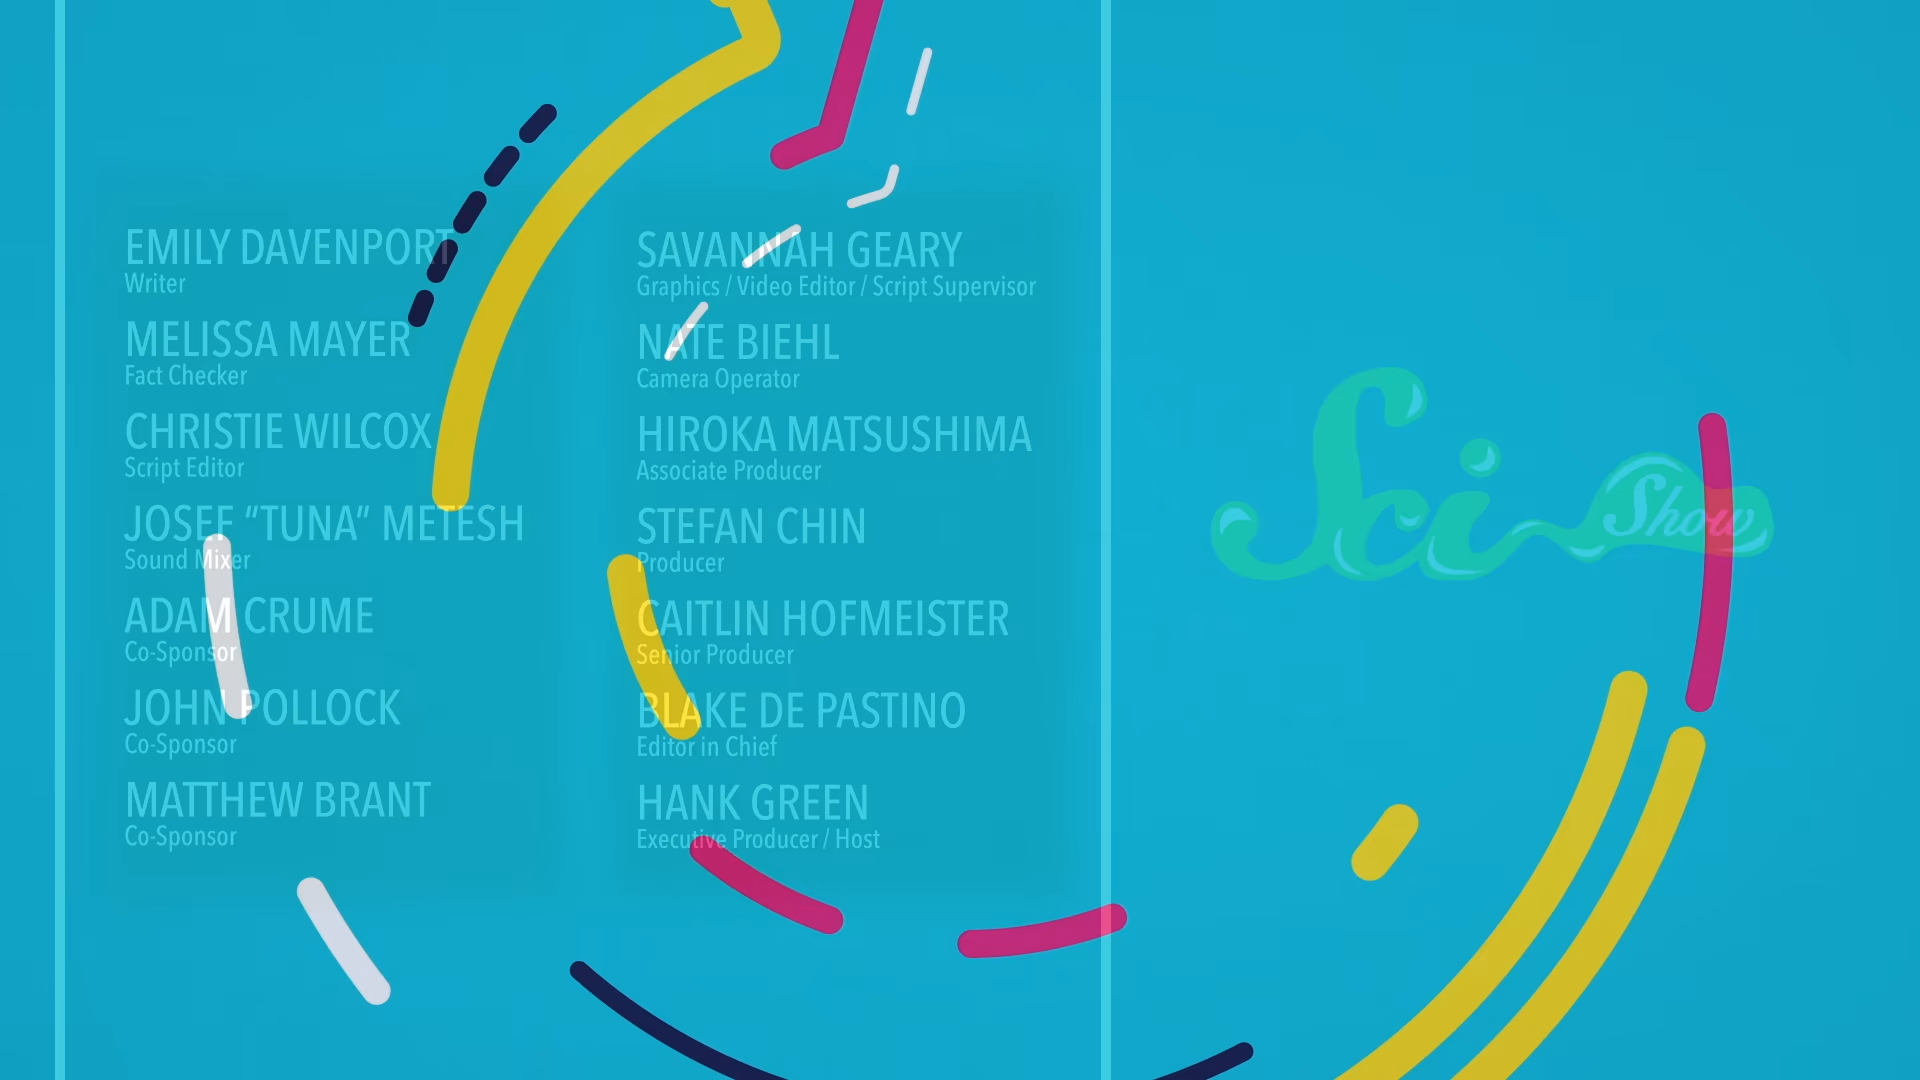 EMILY DAVENPORT
Writer
MELISSA MAYER
Fact Checker
CHRISTIE WILCOX
Script Editor
JOSEF “TUNA” METESH
Sound Mixer
ADAM CRUME
Co-Sponsor
JOHN POLLOCK
Co-Sponsor
MATTHEW BRANT
Co-Sponsor
SAVANNAH GEARY
Graphics / Video Editor / Script Supervisor
NATE BIEHL
Camera Operator
HIROKA MATSUSHIMA
Associate Producer
STEFAN CHIN
Producer
CAITLIN HOFMEISTER
Senior Producer
BLAKE DE PASTINO
Editor in Chief
HANK GREEN
Executive Producer / Host
Sci Show